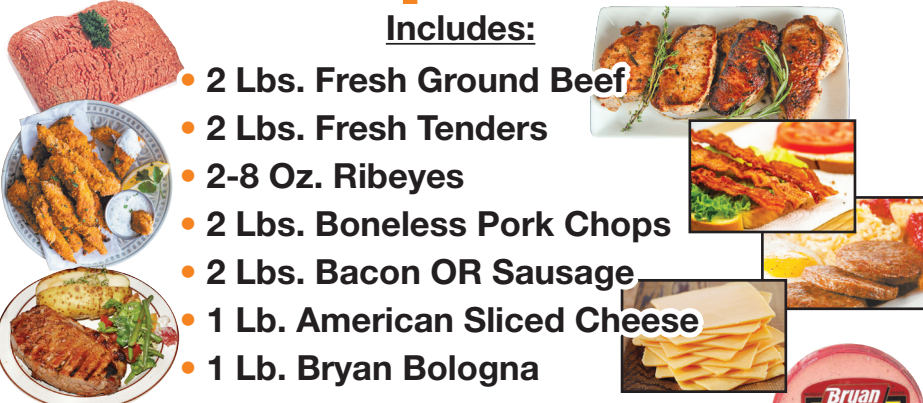 Includes:
• 2 Lbs. Fresh Ground Beef
• 2 Lbs. Fresh Tenders
• 2-8 Oz. Ribeyes
• 2 Lbs. Boneless Pork Chops
• 2 Lbs. Bacon OR Sausage
• 1 Lb. American Sliced Cheese
• 1 Lb. Bryan Bologna
Bryan